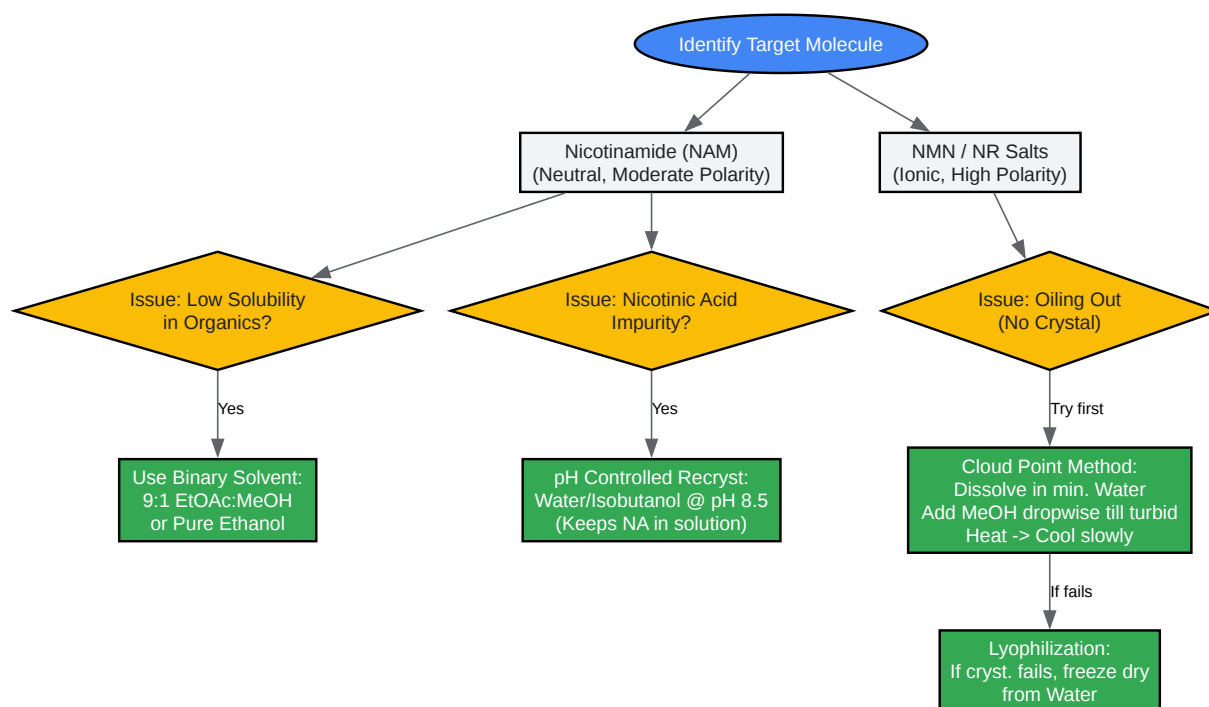 Identify Target Molecule
Nicotinamide (NAM)
(Neutral, Moderate Polarity)
NMN / NR Salts
(Ionic, High Polarity)
Issue: Low Solubility
in Organics?
Issue: Nicotinic Acid
Impurity?
Issue: Oiling Out
(No Crystal)
Yes
Yes
Try first
Use Binary Solvent:
9:1 EtOAc:MeOH
or Pure Ethanol
pH Controlled Recryst:
Water/Isobutanol @ pH 8.5
(Keeps NA in solution)
Cloud Point Method:
Dissolve in min. Water
Add MeOH dropwise till turbid
Heat -> Cool slowly
If fails
Lyophilization:
If cryst. fails, freeze dry
from Water